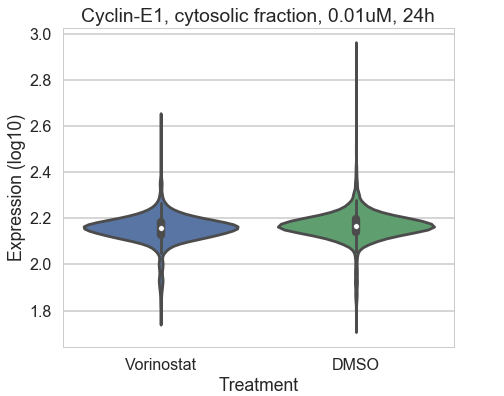 Cyclin-E1, cytosolic fraction, 0.01uM, 24h
3.0
2.8
2.6
2.4
2.2
2.0
1.8
Expression (log10)
Vorinostat DMSO
Treatment